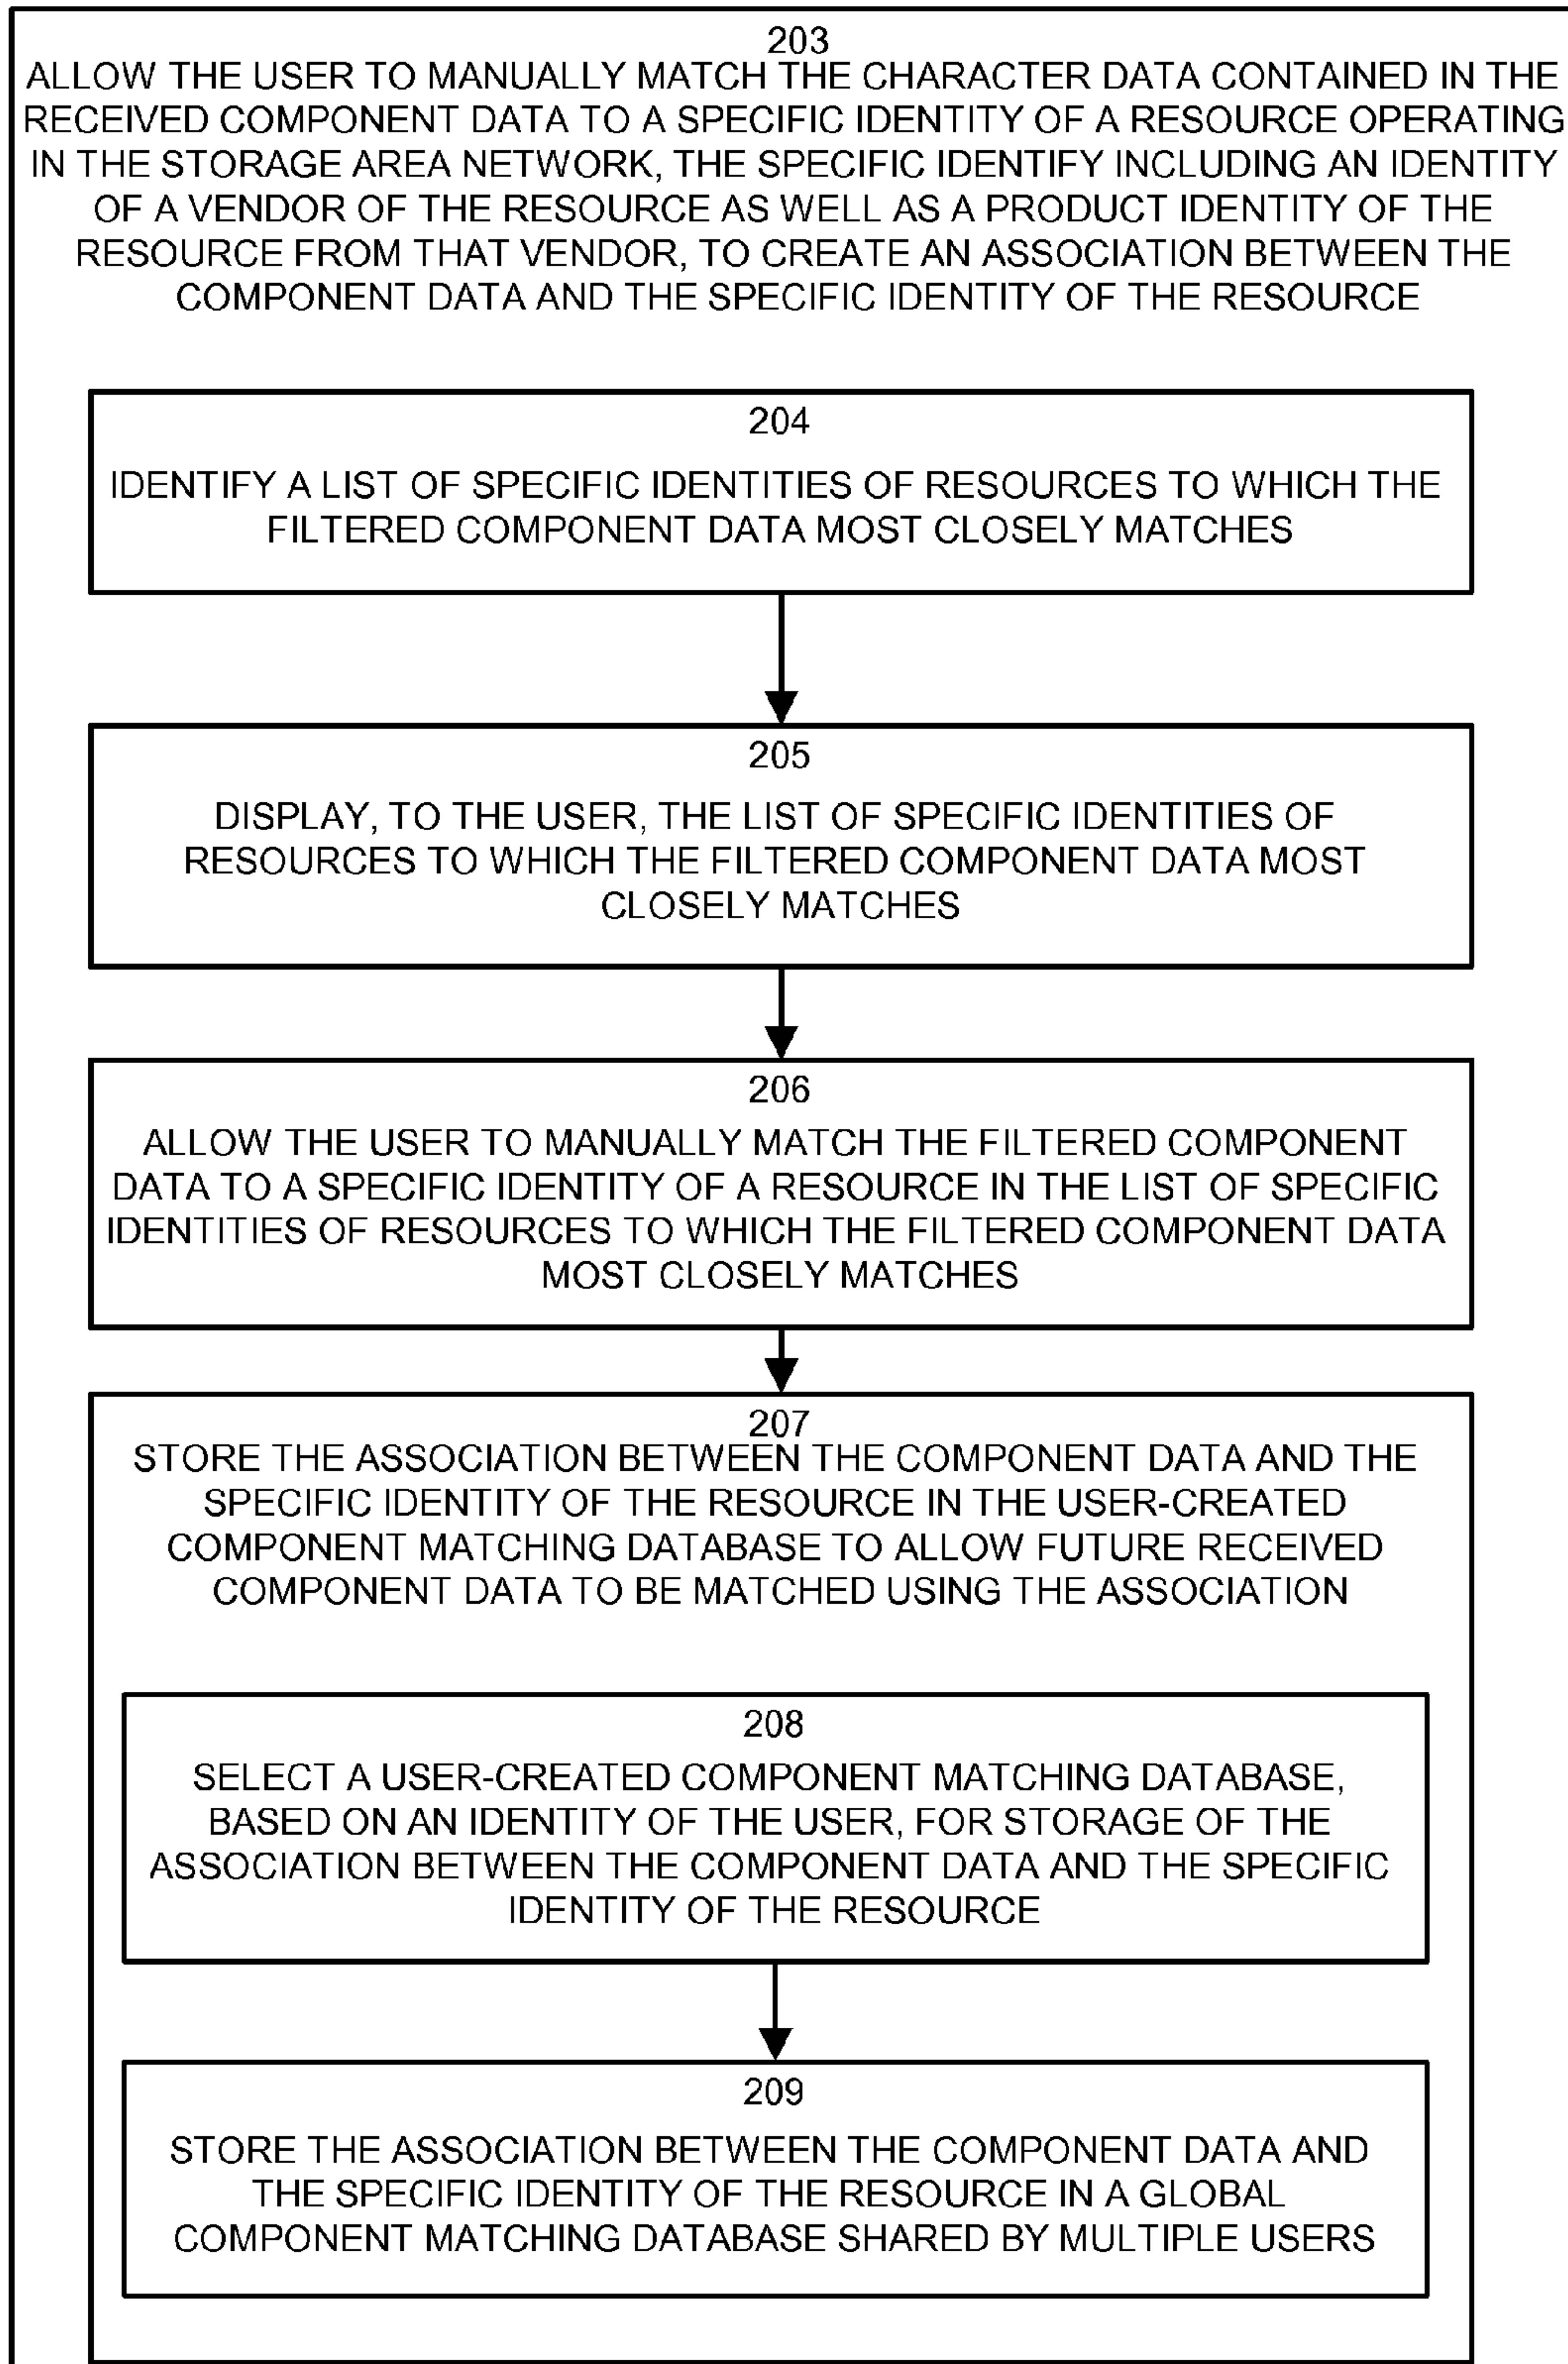 203
ALLOW THE USER TO MANUALLY MATCH THE CHARACTER DATA CONTAINED IN THE
RECEIVED COMPONENT DATA TO A SPECIFIC IDENTITY OF A RESOURCE OPERATING
IN THE STORAGE AREA NETWORK, THE SPECIFIC IDENTIFY INCLUDING AN IDENTITY
OF A VENDOR OF THE RESOURCE AS WELL AS A PRODUCT IDENTITY OF THE
RESOURCE FROM THAT VENDOR, TO CREATE AN ASSOCIATION BETWEEN THE
COMPONENT DATA AND THE SPECIFIC IDENTITY OF THE RESOURCE
204
IDENTIFY A LIST OF SPECIFIC IDENTITIES OF RESOURCES TO WHICH THE
FILTERED COMPONENT DATA MOST CLOSELY MATCHES
205
DISPLAY, TO THE USER, THE LIST OF SPECIFIC IDENTITIES OF
RESOURCES TO WHICH THE FILTERED COMPONENT DATA MOST
CLOSELY MATCHES
206
ALLOW THE USER TO MANUALLY MATCH THE FILTERED COMPONENT
DATA TO A SPECIFIC IDENTITY OF A RESOURCE IN THE LIST OF SPECIFIC
IDENTITIES OF RESOURCES TO WHICH THE FILTERED COMPONENT DATA
MOST CLOSELY MATCHES
207
STORE THE ASSOCIATION BETWEEN THE COMPONENT DATA AND THE
SPECIFIC IDENTITY OF THE RESOURCE IN THE USER-CREATED
COMPONENT MATCHING DATABASE TO ALLOW FUTURE RECEIVED
COMPONENT DATA TO BE MATCHED USING THE ASSOCIATION
208
SELECT A USER-CREATED COMPONENT MATCHING DATABASE,
BASED ON AN IDENTITY OF THE USER, FOR STORAGE OF THE
ASSOCIATION BETWEEN THE COMPONENT DATA AND THE SPECIFIC
IDENTITY OF THE RESOURCE
209
STORE THE ASSOCIATION BETWEEN THE COMPONENT DATA AND
THE SPECIFIC IDENTITY OF THE RESOURCE IN A GLOBAL
COMPONENT MATCHING DATABASE SHARED BY MULTIPLE USERS